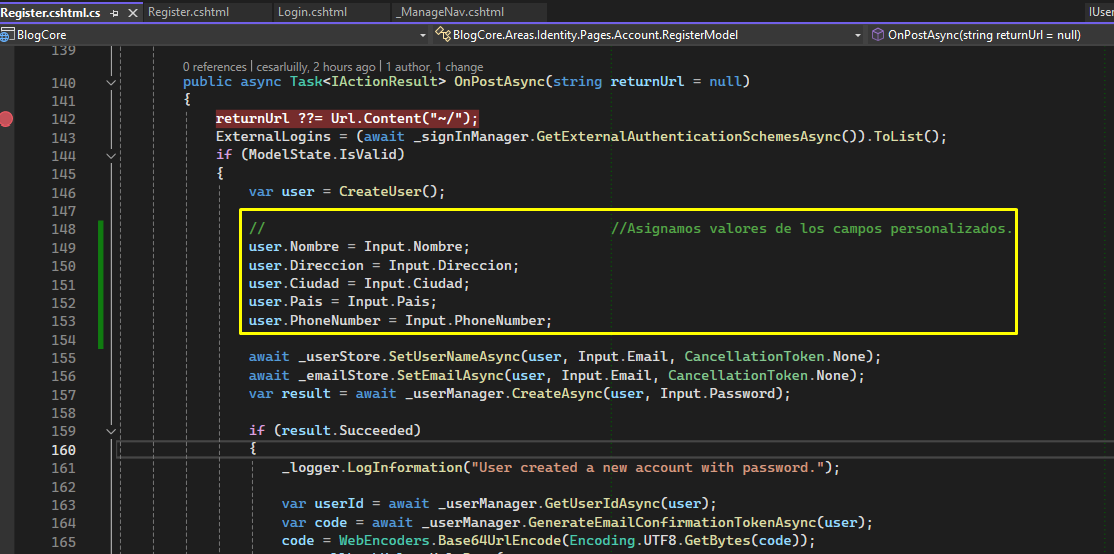 Register.cshtml.cs Register.cshtml Login.cshtml _ManageNav.cshtml IUser
BlogCore BlogCore.Areas.Identity.Pages.Account.RegisterModel OnPostAsync(string returnUrl = null)
139
0 references | cesarluilly, 2 hours ago | 1 author, 1 change
140 public async Task<IActionResult> OnPostAsync(string returnUrl = null)
141 {
142 returnUrl ??= Url.Content("~/");
143 ExternalLogins = (await _signInManager.GetExternalAuthenticationSchemesAsync()).ToList();
144 if (ModelState.IsValid)
145 {
146 var user = CreateUser();
147
148 // //Asignamos valores de los campos personalizados.
149 user.Nombre = Input.Nombre;
150 user.Direccion = Input.Direccion;
151 user.Ciudad = Input.Ciudad;
152 user.Pais = Input.Pais;
153 user.PhoneNumber = Input.PhoneNumber;
154
155 await _userStore.SetUserNameAsync(user, Input.Email, CancellationToken.None);
156 await _emailStore.SetEmailAsync(user, Input.Email, CancellationToken.None);
157 var result = await _userManager.CreateAsync(user, Input.Password);
158
159 if (result.Succeeded)
160 {
161 _logger.LogInformation("User created a new account with password.");
162
163 var userId = await _userManager.GetUserIdAsync(user);
164 var code = await _userManager.GenerateEmailConfirmationTokenAsync(user);
165 code = WebEncoders.Base64UrlEncode(Encoding.UTF8.GetBytes(code));